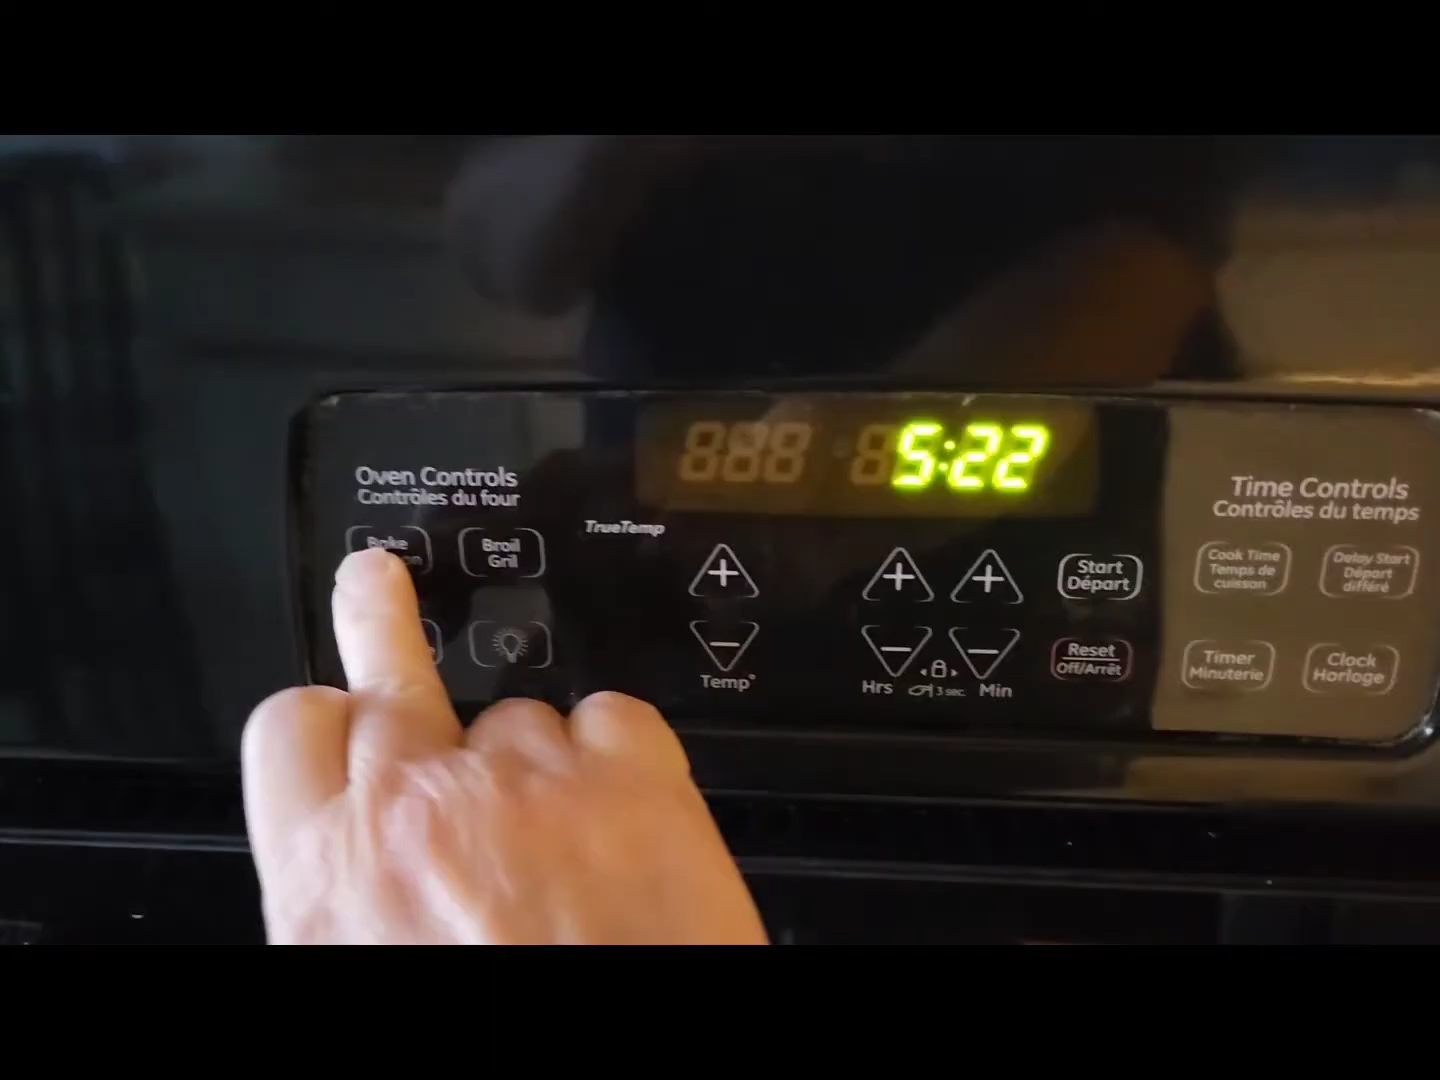 5:22
Oven Controls
Contrôles du four
TrueTemp
Bake
Broil
Gril
Temp°
Hrs
3 sec.
Min
Start
Départ
Reset
Off/Arrêt
Time Controls
Contrôles du temps
Cook Time
Temps de
cuisson
Delay Start
Départ
différé
Timer
Minuterie
Clock
Horloge